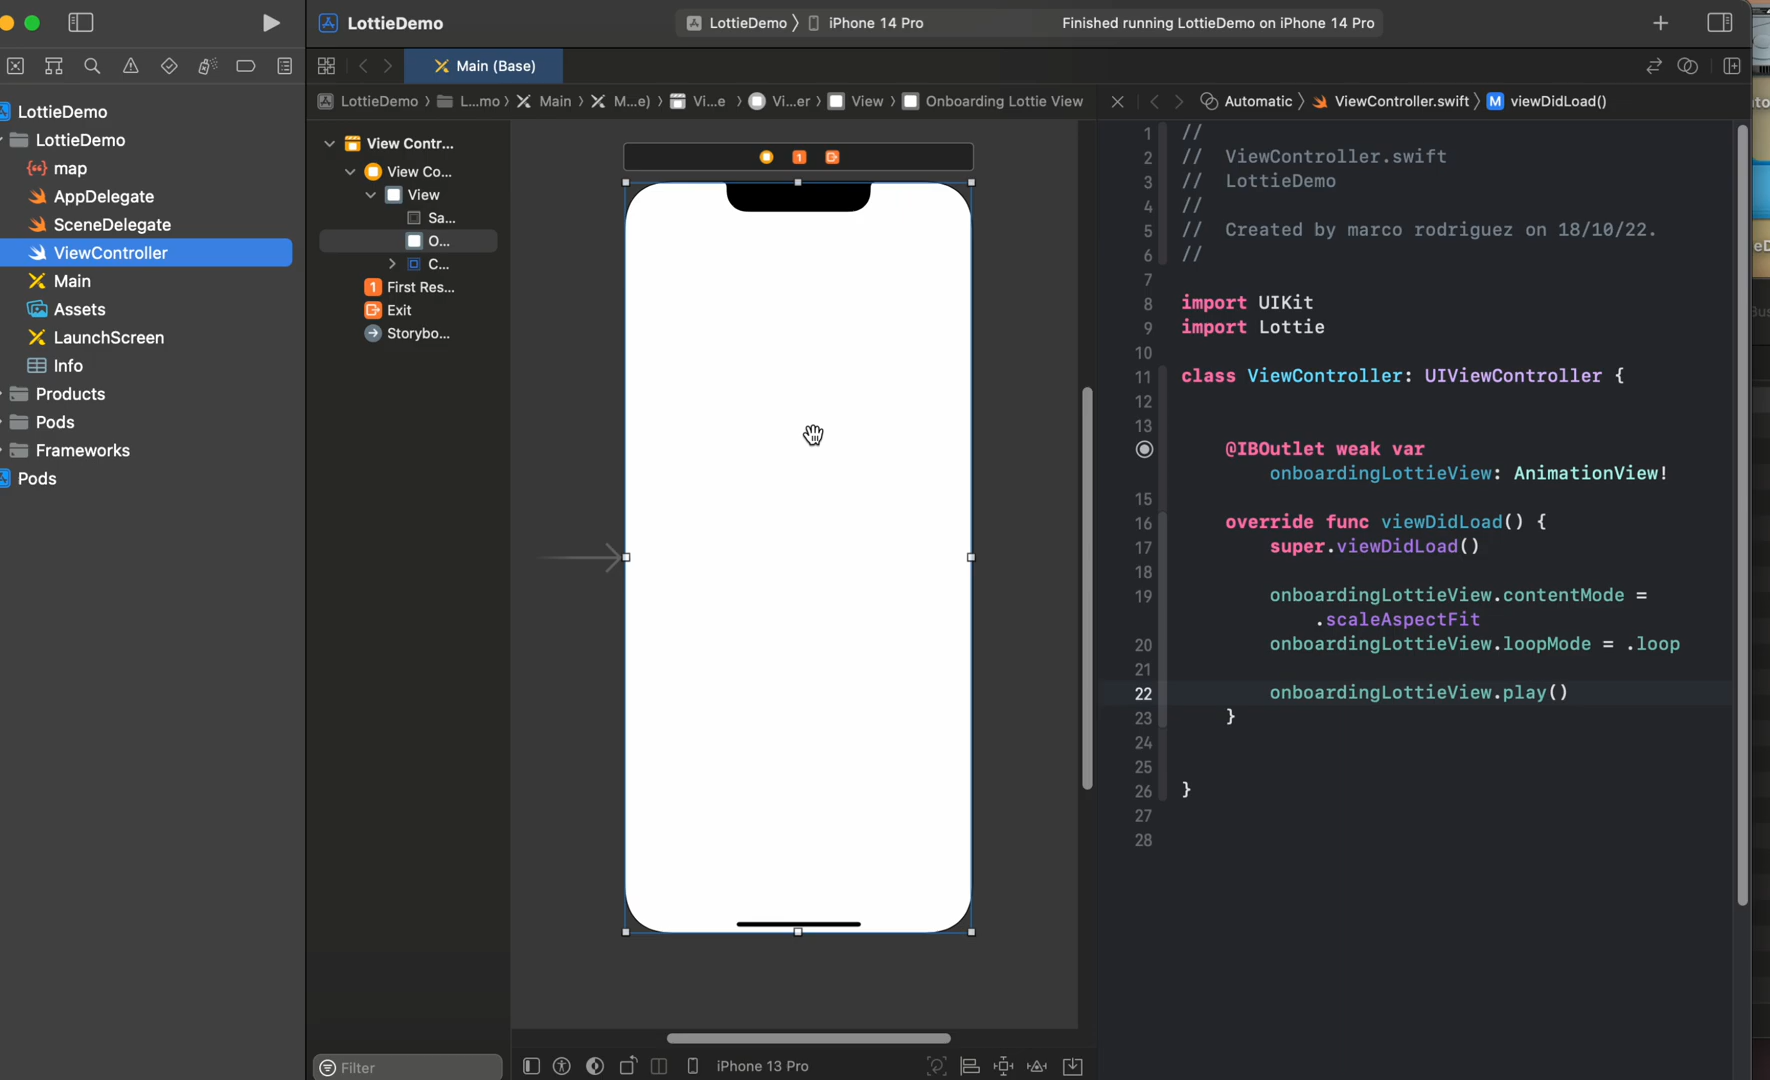 LottieDemo
LottieDemo 〉 iPhone 14 Pro
Finished running LottieDemo on iPhone 14 Pro
Main (Base)
LottieDemo 〉 L...mo 〉 Main 〉 M...e) 〉 Vi...e 〉 Vi...er 〉 View 〉 Onboarding Lottie View
Automatic 〉 ViewController.swift 〉 M viewDidLoad()
LottieDemo
LottieDemo
map
AppDelegate
SceneDelegate
ViewController
Main
Assets
LaunchScreen
Info
Products
Pods
Frameworks
Pods
View Contr...
View Co...
View
Sa...
O...
C...
1 First Res...
Exit
Storybo...
Filter
1
iPhone 13 Pro
1 //
2 // ViewController.swift
3 // LottieDemo
4 //
5 // Created by marco rodriguez on 18/10/22.
6 //
7
8 import UIKit
9 import Lottie
10
11 class ViewController: UIViewController {
12
13
@IBOutlet weak var
onboardingLottieView: AnimationView!
15
16 override func viewDidLoad() {
17 super.viewDidLoad()
18
19 onboardingLottieView.contentMode =
.scaleAspectFit
20 onboardingLottieView.loopMode = .loop
21
22 onboardingLottieView.play()
23 }
24
25
26 }
27
28